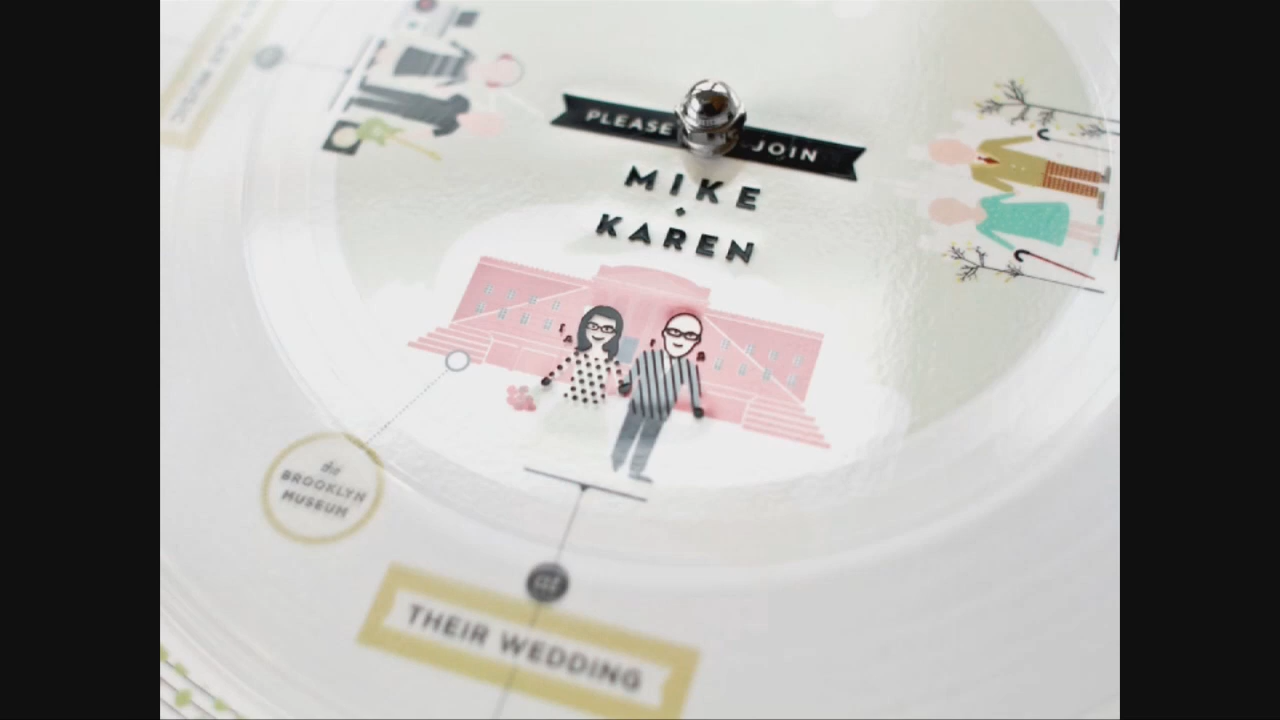 PLEASE JOIN
MIKE
+
KAREN
the
BROOKLYN
MUSEUM
at
THEIR WEDDING